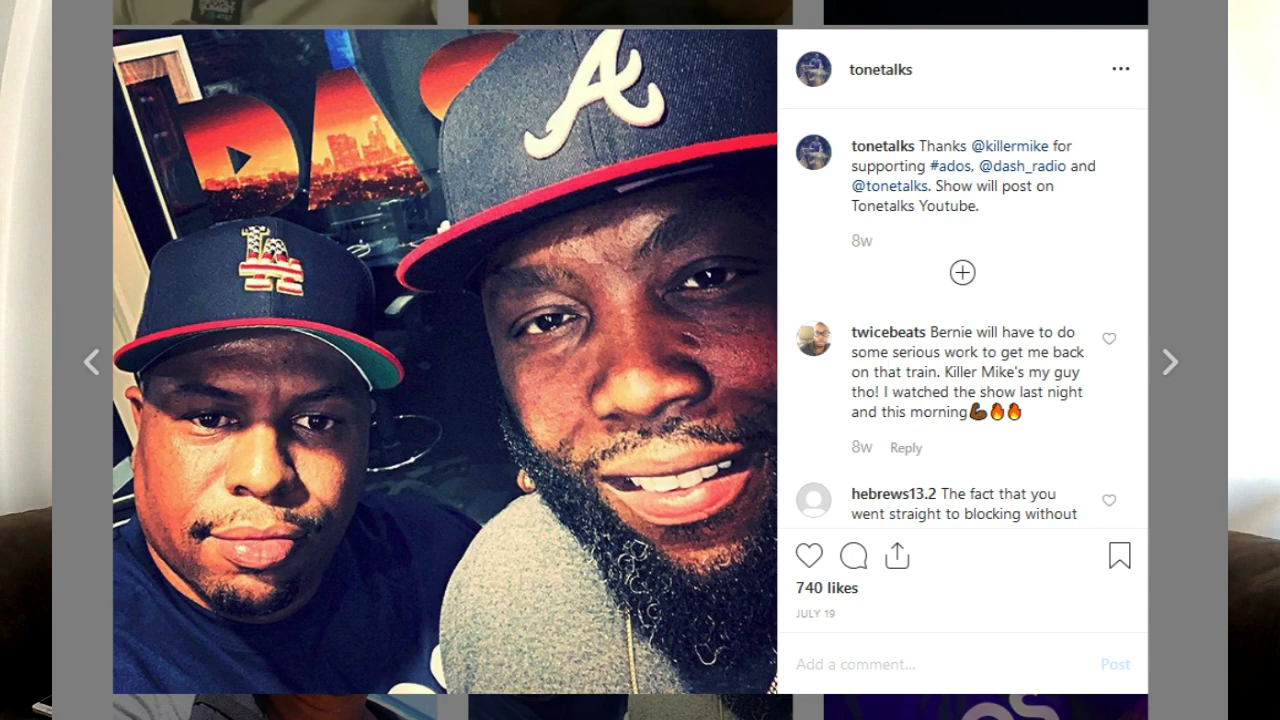 DAS
A
LA
tonetalks
tonetalks Thanks @killermike for
supporting #ados, @dash_radio and
@tonetalks. Show will post on
Tonetalks Youtube.
8w
twicebeats Bernie will have to do
some serious work to get me back
on that train. Killer Mike's my guy
tho! I watched the show last night
and this morning💪🏿🔥🔥
8w Reply
hebrews13.2 The fact that you
went straight to blocking without
740 likes
JULY 19
Add a comment... Post